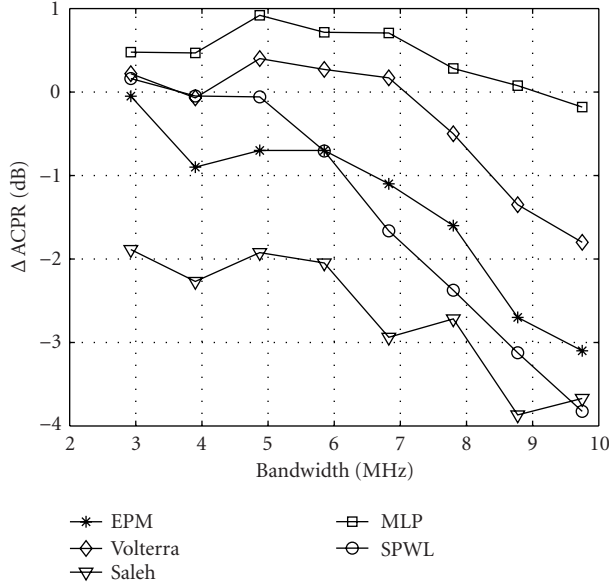 1
0
−1
−2
−3
−4
Δ ACPR (dB)
2 3 4 5 6 7 8 9 10
Bandwidth (MHz)
EPM MLP
Volterra SPWL
Saleh